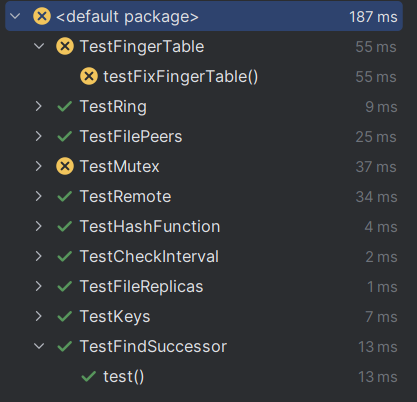 <default package> 187 ms
TestFingerTable 55 ms
testFixFingerTable() 55 ms
TestRing 9 ms
TestFilePeers 25 ms
TestMutex 37 ms
TestRemote 34 ms
TestHashFunction 4 ms
TestCheckInterval 2 ms
TestFileReplicas 1 ms
TestKeys 7 ms
TestFindSuccessor 13 ms
test() 13 ms